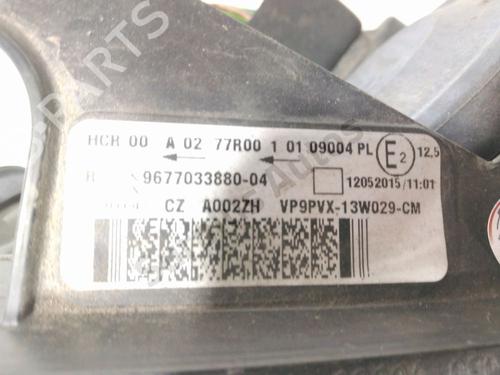 HCR 00 A 02 77R00 1 01 09004 PL E2 12,5
R 9677033880-04 12052015/11:01
CZ A002ZH VP9PVX-13W029-CM